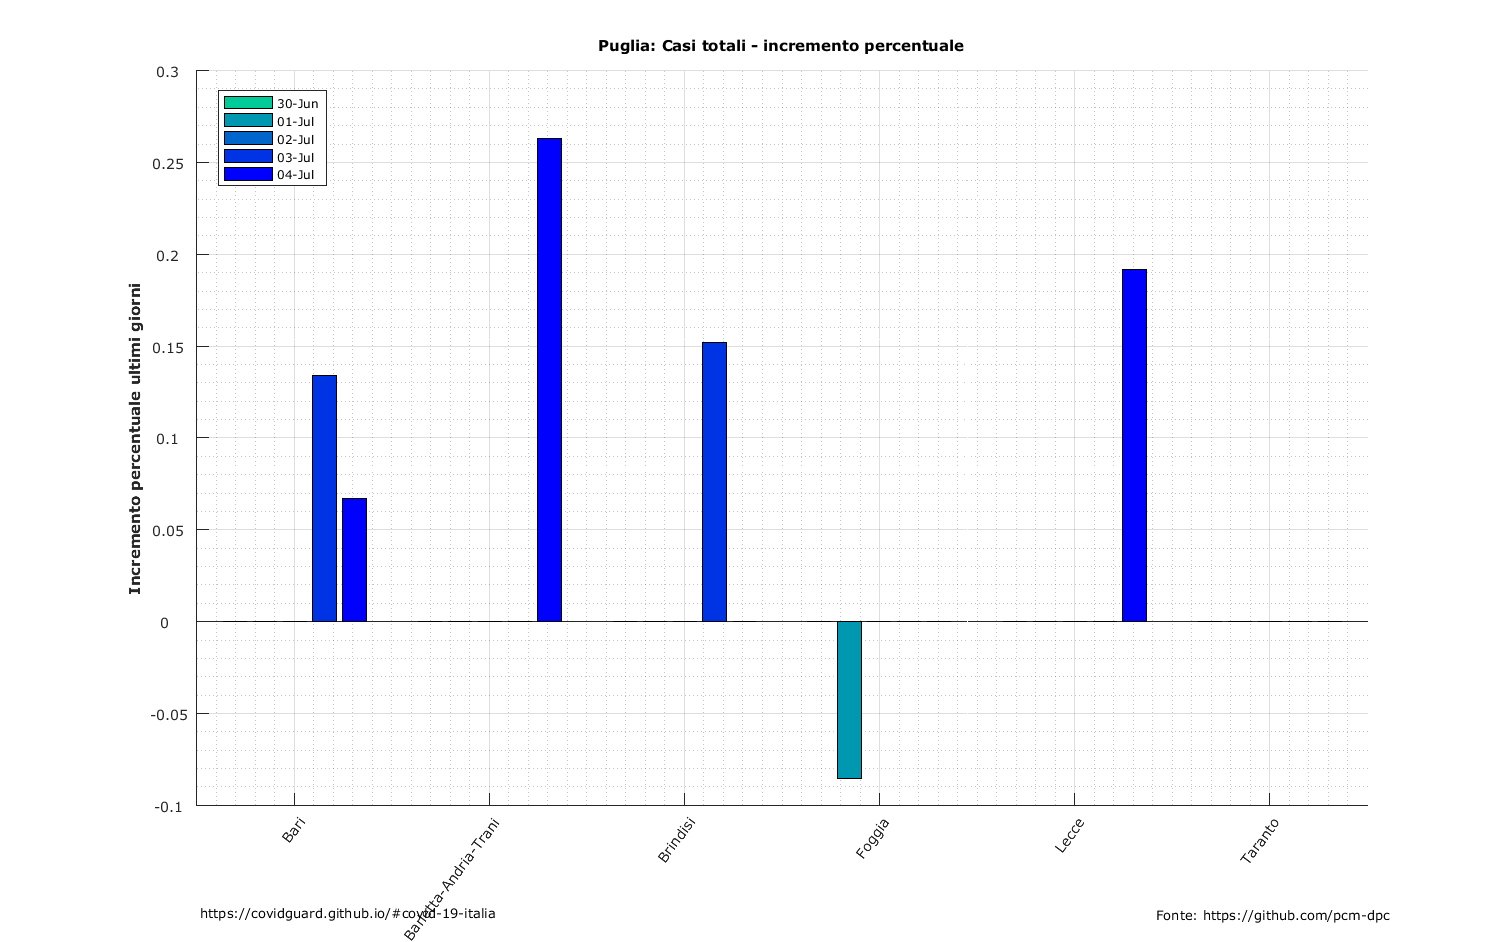 Puglia: Casi totali - incremento percentuale
Incremento percentuale ultimi giorni
0.3
0.25
0.2
0.15
0.1
0.05
0
-0.05
-0.1
30-Jun
01-Jul
02-Jul
03-Jul
04-Jul
Bari
Barletta-Andria-Trani
Brindisi
Foggia
Lecce
Taranto
https://covidguard.github.io/#covid-19-italia
Fonte: https://github.com/pcm-dpc